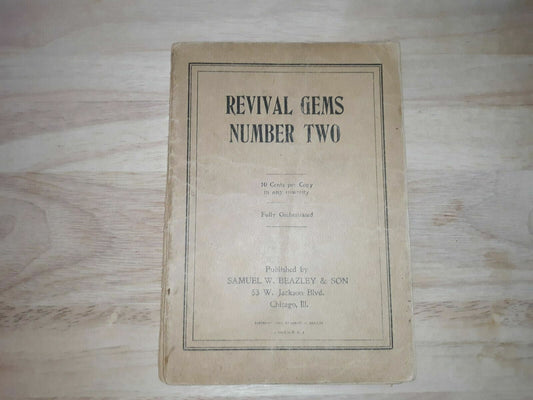 REVIVAL GEMS
NUMBER TWO
10 Cents per Copy
in any quantity
Fully Orchestrated
Published by
SAMUEL W. BEAZLEY & SON
53 W. Jackson Blvd.
Chicago, Ill.